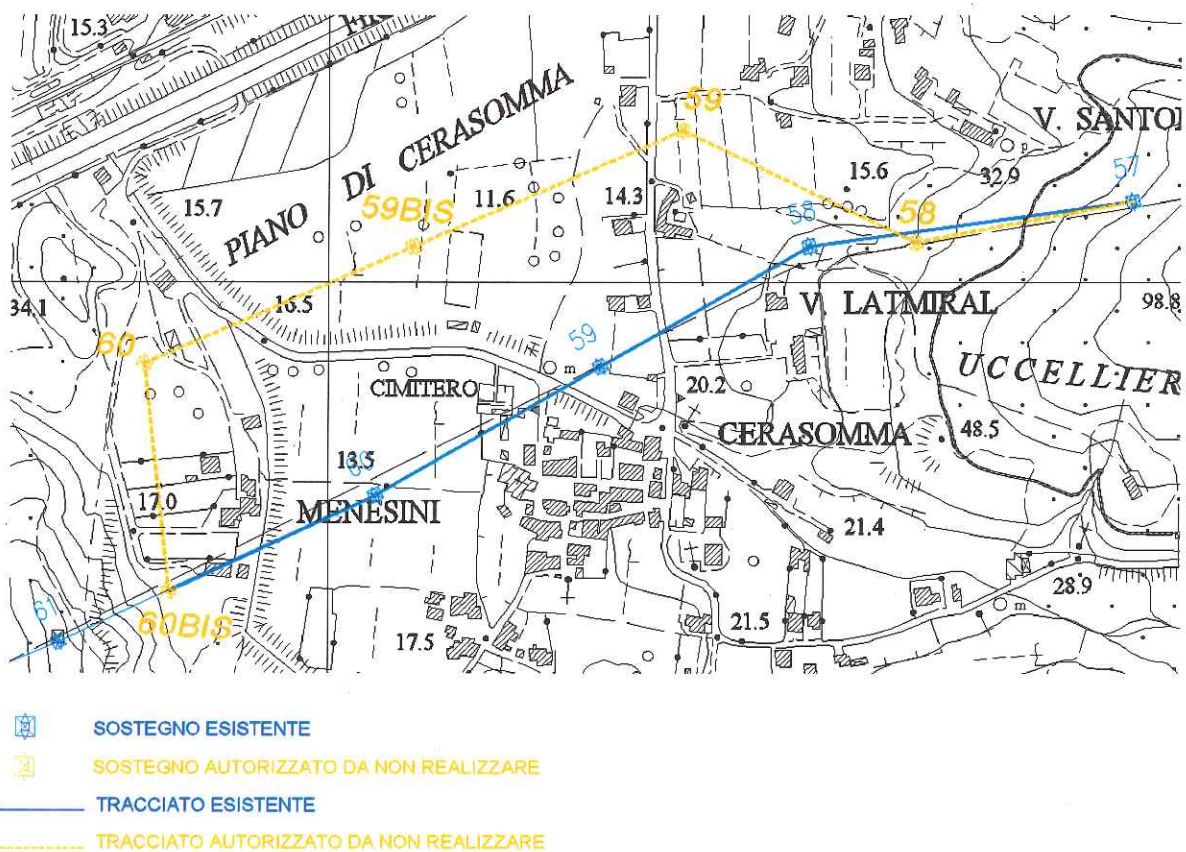 15.3
PIANO DI CERASOMMA
59
V. SANTO
15.6
32.9
57
15.7
59BIS
11.6
14.3
58
58
34.1
16.5
V. LATMIRAL
98.8
60
59
m
UCCELLIER
CIMITERO
20.2
48.5
CERASOMMA
13.5
60
17.0
MENESINI
21.4
61
60BIS
28.9
m
21.5
17.5
SOSTEGNO ESISTENTE
SOSTEGNO AUTORIZZATO DA NON REALIZZARE
TRACCIATO ESISTENTE
TRACCIATO AUTORIZZATO DA NON REALIZZARE